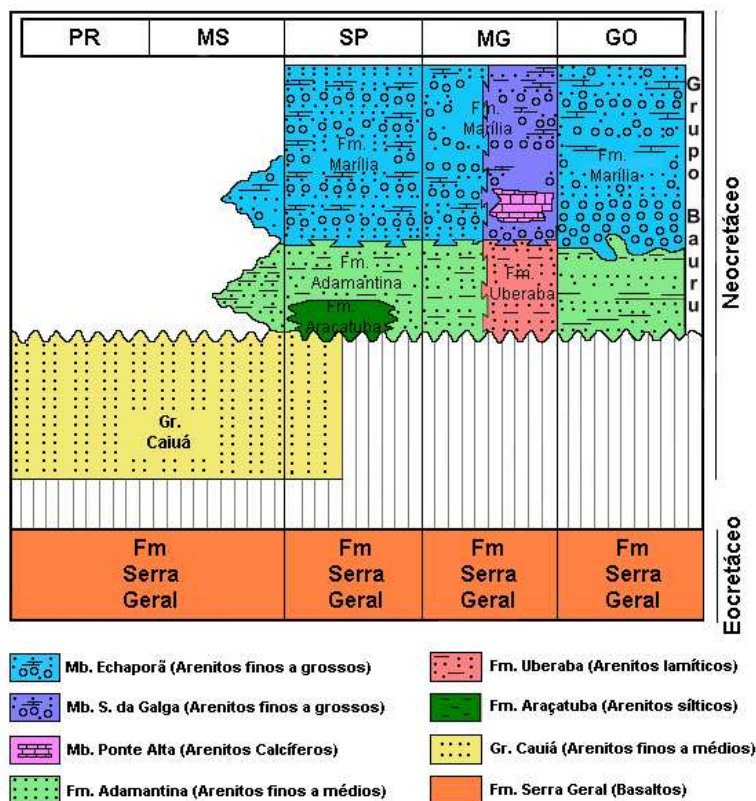 PR MS SP MG GO
Grupo Bauru
Neocretáceo
Fm.
Marília
Fm.
Marília
Fm.
Marília
Fm.
Adamantina
Fm.
Uberaba
Fm.
Araçatuba
Gr.
Caiuá
Fm
Serra
Geral
Fm
Serra
Geral
Fm
Serra
Geral
Fm
Serra
Geral
Eocretáceo
Mb. Echaporã (Arenitos finos a grossos)
Mb. S. da Galga (Arenitos finos a grossos)
Mb. Ponte Alta (Arenitos Calcíferos)
Fm. Adamantina (Arenitos finos a médios)
Fm. Uberaba (Arenitos lamíticos)
Fm. Araçatuba (Arenitos sílticos)
Gr. Cauiá (Arenitos finos a médios)
Fm. Serra Geral (Basaltos)